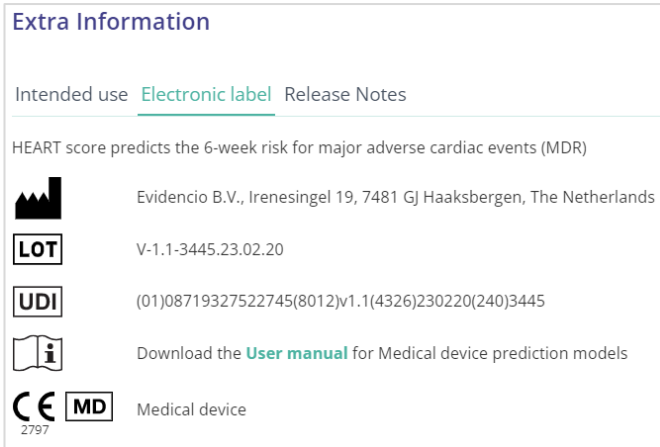 Extra Information
Intended use Electronic label Release Notes
HEART score predicts the 6-week risk for major adverse cardiac events (MDR)
Evidencio B.V., Irenesingel 19, 7481 GJ Haaksbergen, The Netherlands
LOT V-1.1-3445.23.02.20
UDI (01)08719327522745(8012)v1.1(4326)230220(240)3445
i Download the User manual for Medical device prediction models
CE MD Medical device
2797